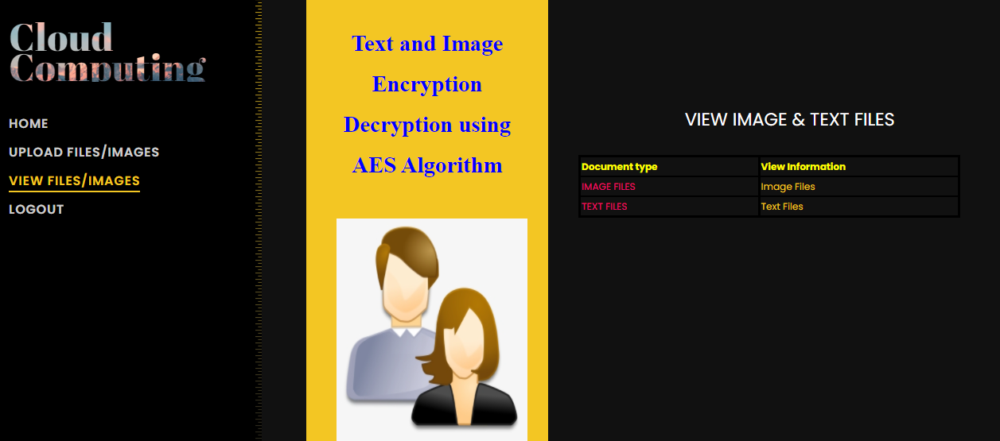 Cloud
Computing
HOME
UPLOAD FILES/IMAGES
VIEW FILES/IMAGES
LOGOUT
Text and Image
Encryption
Decryption using
AES Algorithm
VIEW IMAGE & TEXT FILES
Document type View Information
IMAGE FILES Image Files
TEXT FILES Text Files